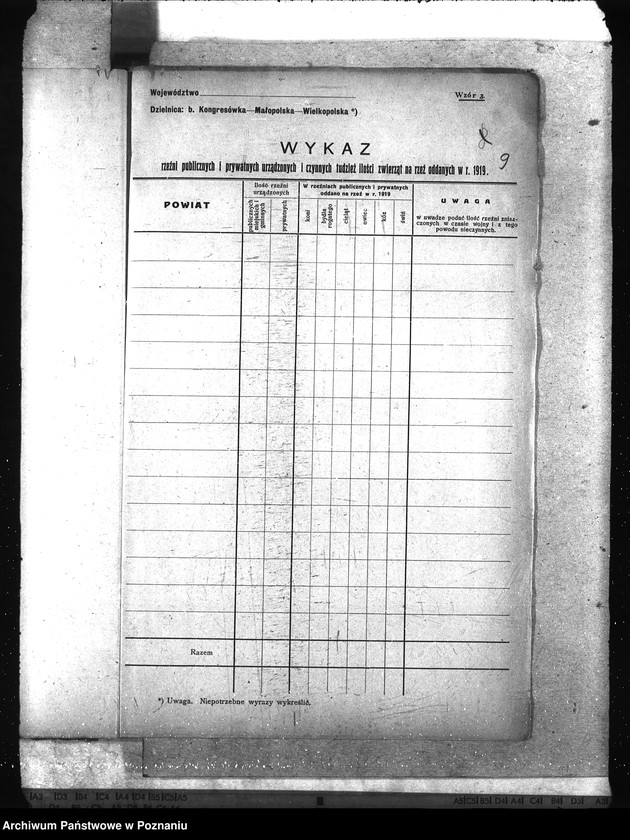 Województwo
Wzór 3.
Dzielnica: b. Kongresówka—Małopolska—Wielkopolska *)
9
WYKAZ
rzeźni publicznych i prywatnych urządzonych i czynnych tudzież ilości zwierząt na rzeź oddanych w r. 1919.
POWIAT
Ilość rzeźni
urządzonych
publicznych
miejskich i
gminnych
prywatnych
W rzeźniach publicznych i prywatnych
oddano na rzeź w r. 1919
koni
bydła
rogatego
cieląt
owiec
kóz
świń
UWAGA
w uwadze podać ilość rzeźni znisz-
czonych w czasie wojny i z tego
powodu nieczynnych.
Razem
*) Uwaga. Niepotrzebne wyrazy wykreślić.
Archiwum Państwowe w Poznaniu